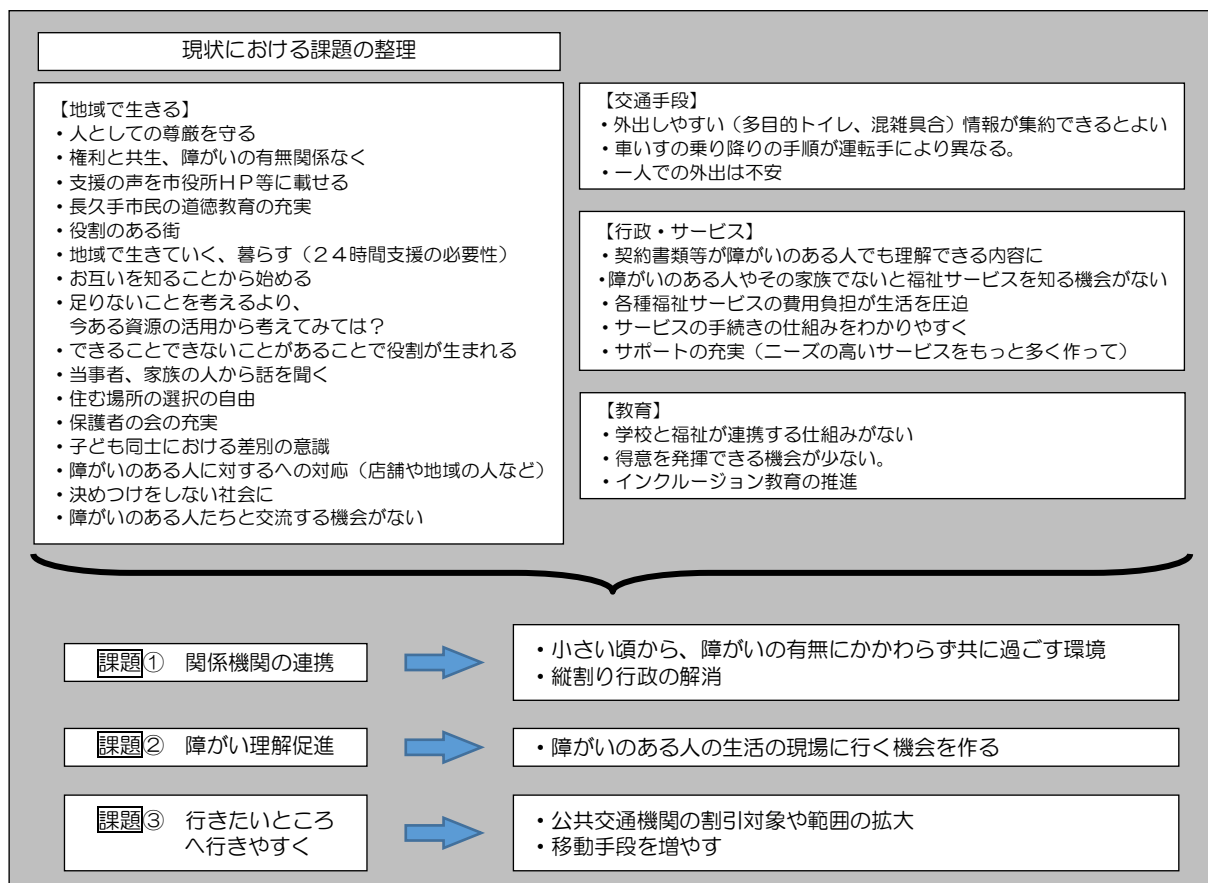 現状における課題の整理
【地域で生きる】
・人としての尊厳を守る
・権利と共生、障がいの有無関係なく
・支援の声を市役所HP等に載せる
・長久手市民の道徳教育の充実
・役割のある街
・地域で生きていく、暮らす（２４時間支援の必要性）
・お互いを知ることから始める
・足りないことを考えるより、
今ある資源の活用から考えてみては？
・できることできないことがあることで役割が生まれる
・当事者、家族の人から話を聞く
・住む場所の選択の自由
・保護者の会の充実
・子ども同士における差別の意識
・障がいのある人に対するへの対応（店舗や地域の人など）
・決めつけをしない社会に
・障がいのある人たちと交流する機会がない
【交通手段】
・外出しやすい（多目的トイレ、混雑具合）情報が集約できるとよい
・車いすの乗り降りの手順が運転手により異なる。
・一人での外出は不安
【行政・サービス】
・契約書類等が障がいのある人でも理解できる内容に
・障がいのある人やその家族でないと福祉サービスを知る機会がない
・各種福祉サービスの費用負担が生活を圧迫
・サービスの手続きの仕組みをわかりやすく
・サポートの充実（ニーズの高いサービスをもっと多く作って）
【教育】
・学校と福祉が連携する仕組みがない
・得意を発揮できる機会が少ない。
・インクルージョン教育の推進
課題① 関係機関の連携
・小さい頃から、障がいの有無にかかわらず共に過ごす環境
・縦割り行政の解消
課題② 障がい理解促進
・障がいのある人の生活の現場に行く機会を作る
課題③ 行きたいところ
へ行きやすく
・公共交通機関の割引対象や範囲の拡大
・移動手段を増やす